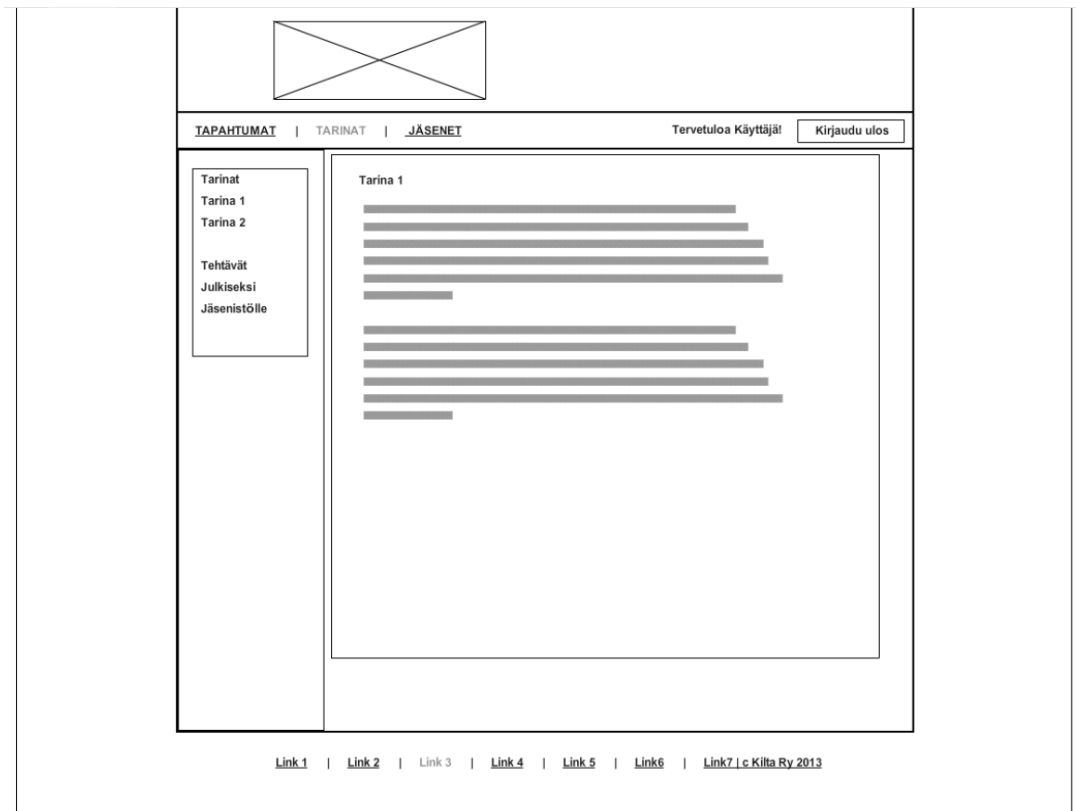 TAPAHTUMAT | TARINAT | JÄSENET Tervetuloa Käyttäjä! Kirjaudu ulos
Tarinat
Tarina 1
Tarina 2
Tehtävät
Julkiseksi
Jäsenistölle
Tarina 1
Link 1 | Link 2 | Link 3 | Link 4 | Link 5 | Link6 | Link7 | c Kilta Ry 2013